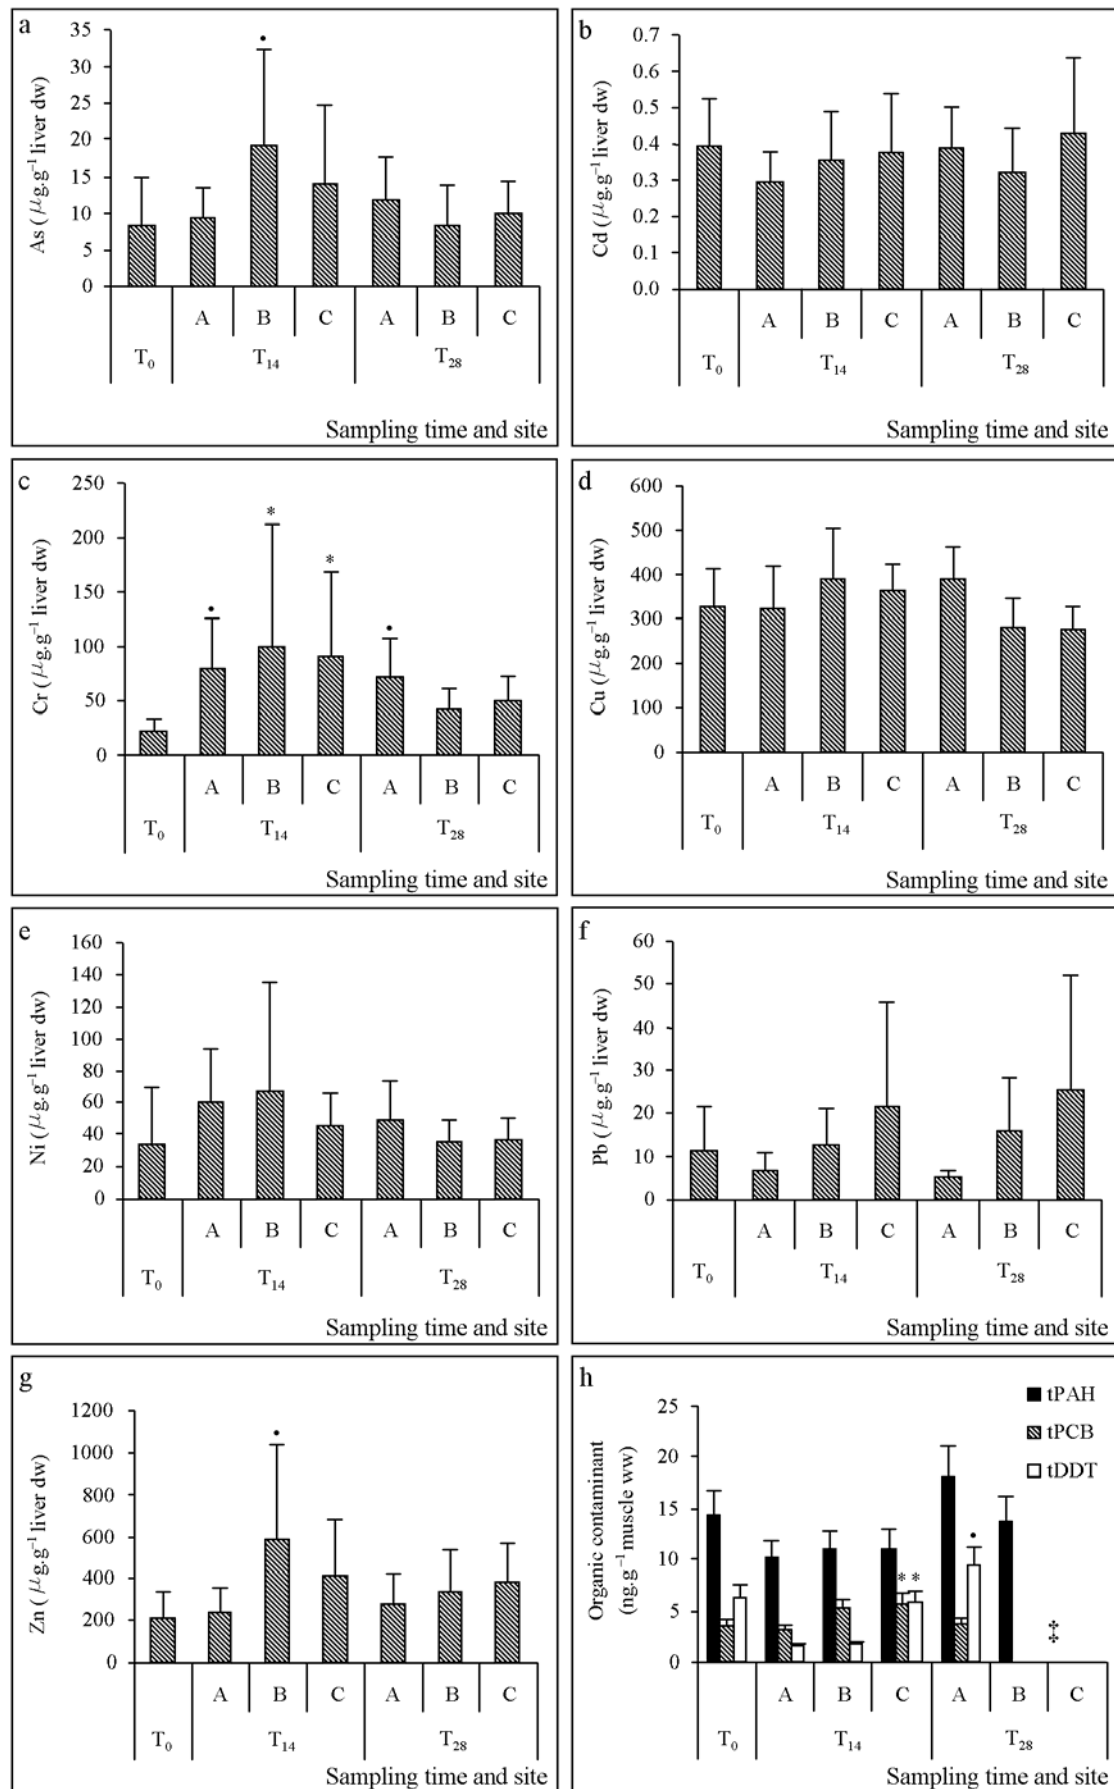 a
As (μg.g⁻¹ liver dw)
35
30
25
20
15
10
5
0
•
A B C A B C
T₀ T₁₄ T₂₈
Sampling time and site
b
Cd (μg.g⁻¹ liver dw)
0.7
0.6
0.5
0.4
0.3
0.2
0.1
0.0
A B C A B C
T₀ T₁₄ T₂₈
Sampling time and site
c
Cr (μg.g⁻¹ liver dw)
250
200
150
100
50
0
• * * •
A B C A B C
T₀ T₁₄ T₂₈
Sampling time and site
d
Cu (μg.g⁻¹ liver dw)
600
500
400
300
200
100
0
A B C A B C
T₀ T₁₄ T₂₈
Sampling time and site
e
Ni (μg.g⁻¹ liver dw)
160
140
120
100
80
60
40
20
0
A B C A B C
T₀ T₁₄ T₂₈
Sampling time and site
f
Pb (μg.g⁻¹ liver dw)
60
50
40
30
20
10
0
A B C A B C
T₀ T₁₄ T₂₈
Sampling time and site
g
Zn (μg.g⁻¹ liver dw)
1200
1000
800
600
400
200
0
•
A B C A B C
T₀ T₁₄ T₂₈
Sampling time and site
h
Organic contaminant
(ng.g⁻¹ muscle ww)
25
20
15
10
5
0
tPAH
tPCB
tDDT
* * • ‡
A B C A B C
T₀ T₁₄ T₂₈
Sampling time and site